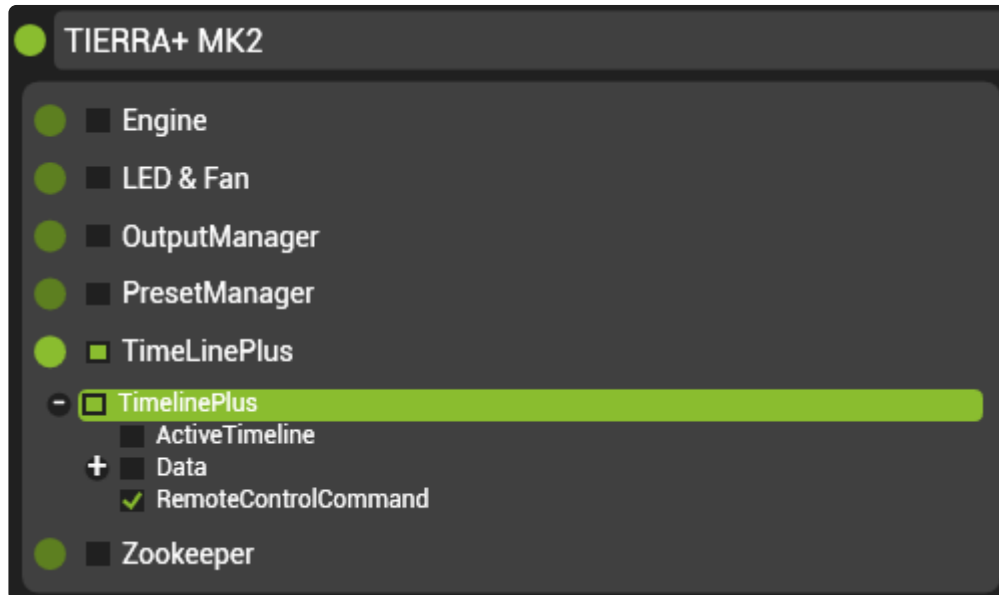 TIERRA+ MK2
Engine
LED & Fan
OutputManager
PresetManager
TimeLinePlus
TimelinePlus
ActiveTimeline
Data
RemoteControlCommand
Zookeeper